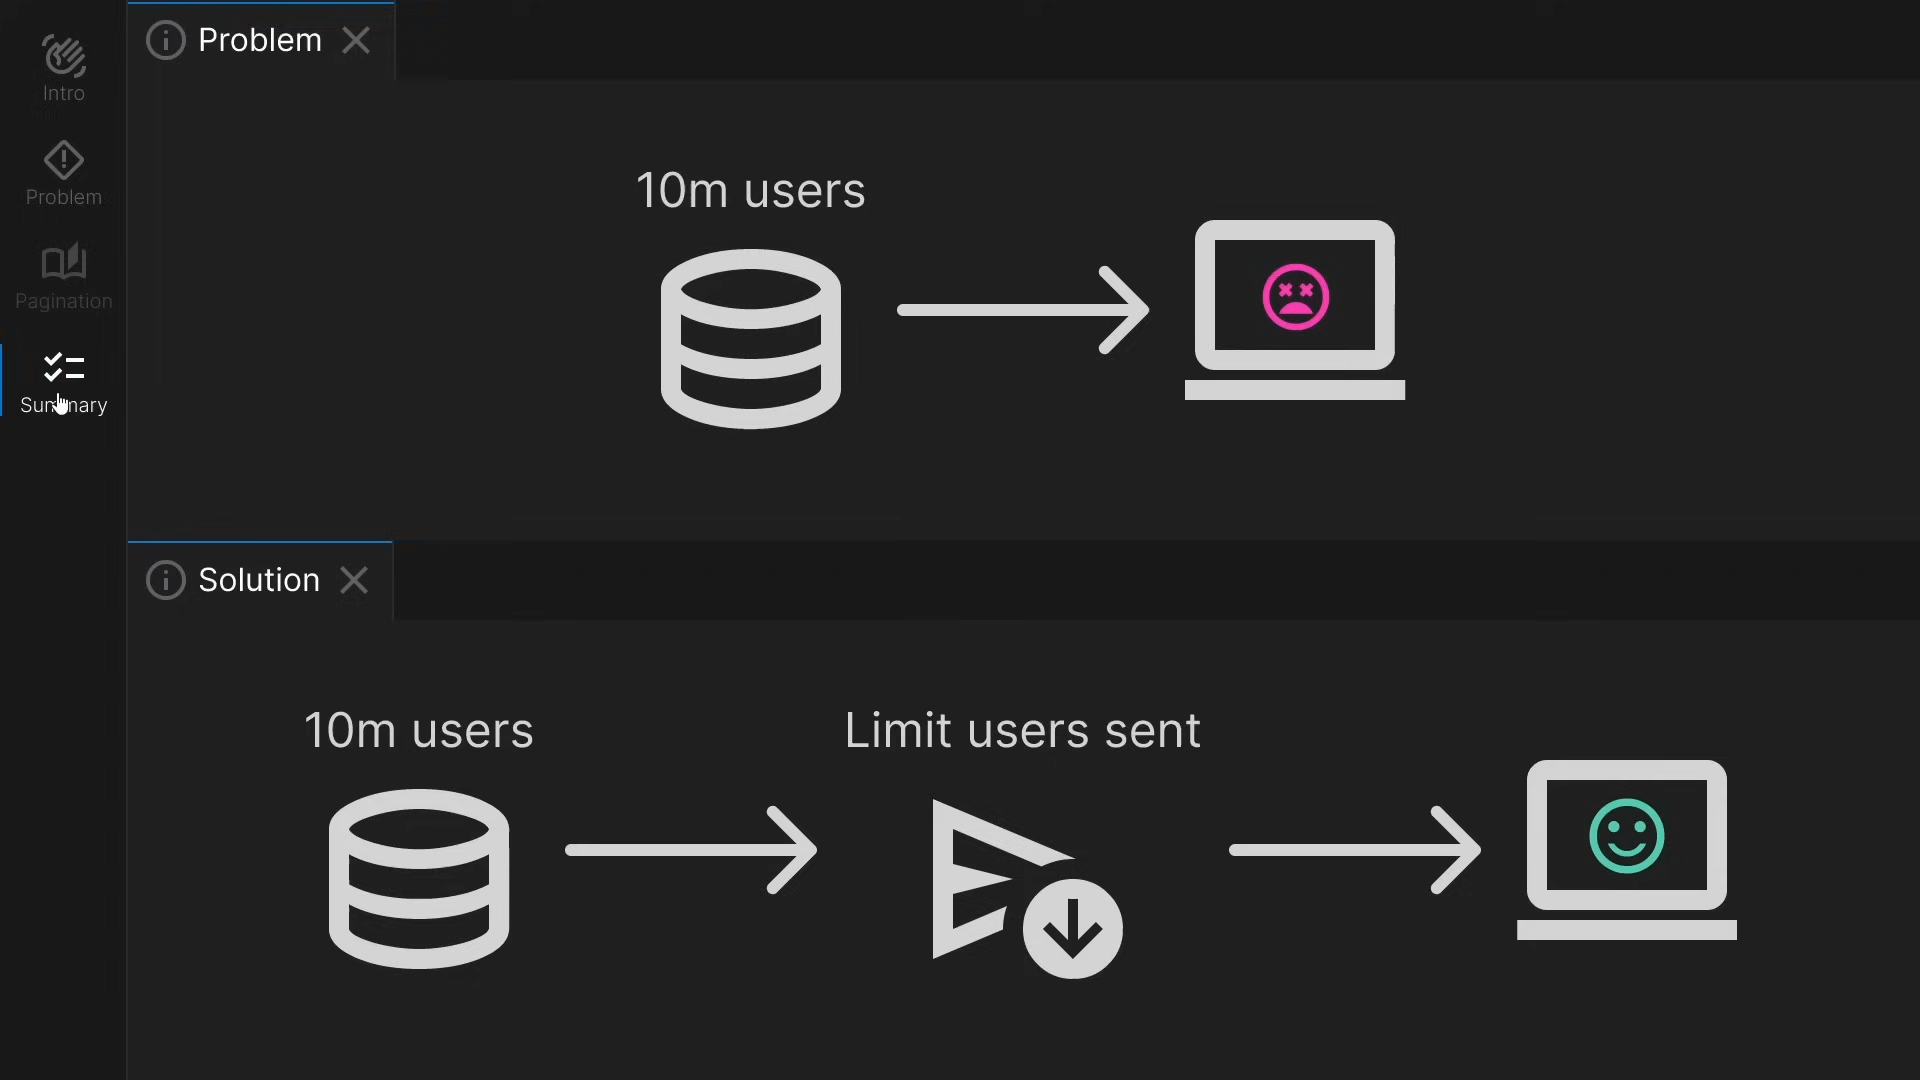 Intro
Problem
Pagination
Summary
Problem
10m users
Solution
10m users
Limit users sent